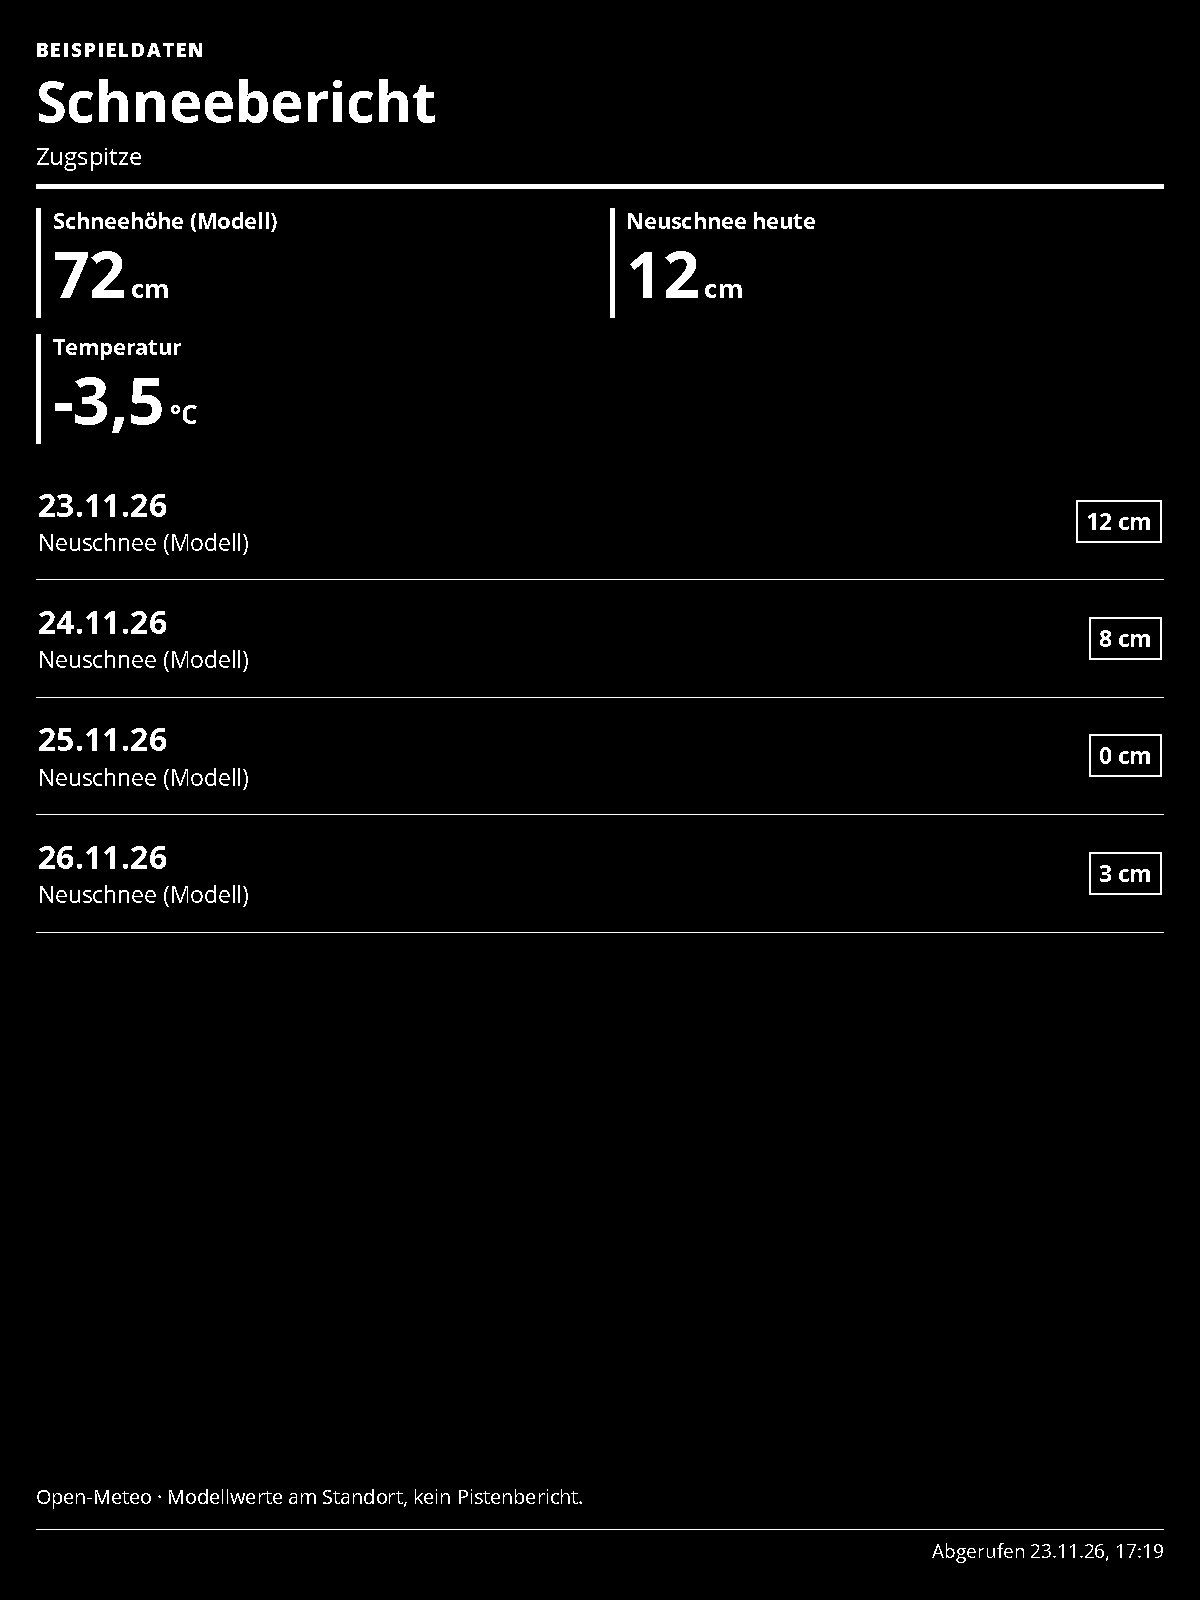 BEISPIELDATEN
Schneebericht
Zugspitze
Schneehöhe (Modell)
72 cm
Neuschnee heute
12 cm
Temperatur
-3,5 °C
23.11.26
Neuschnee (Modell)
12 cm
24.11.26
Neuschnee (Modell)
8 cm
25.11.26
Neuschnee (Modell)
0 cm
26.11.26
Neuschnee (Modell)
3 cm
Open-Meteo · Modellwerte am Standort, kein Pistenbericht.
Abgerufen 23.11.26, 17:19